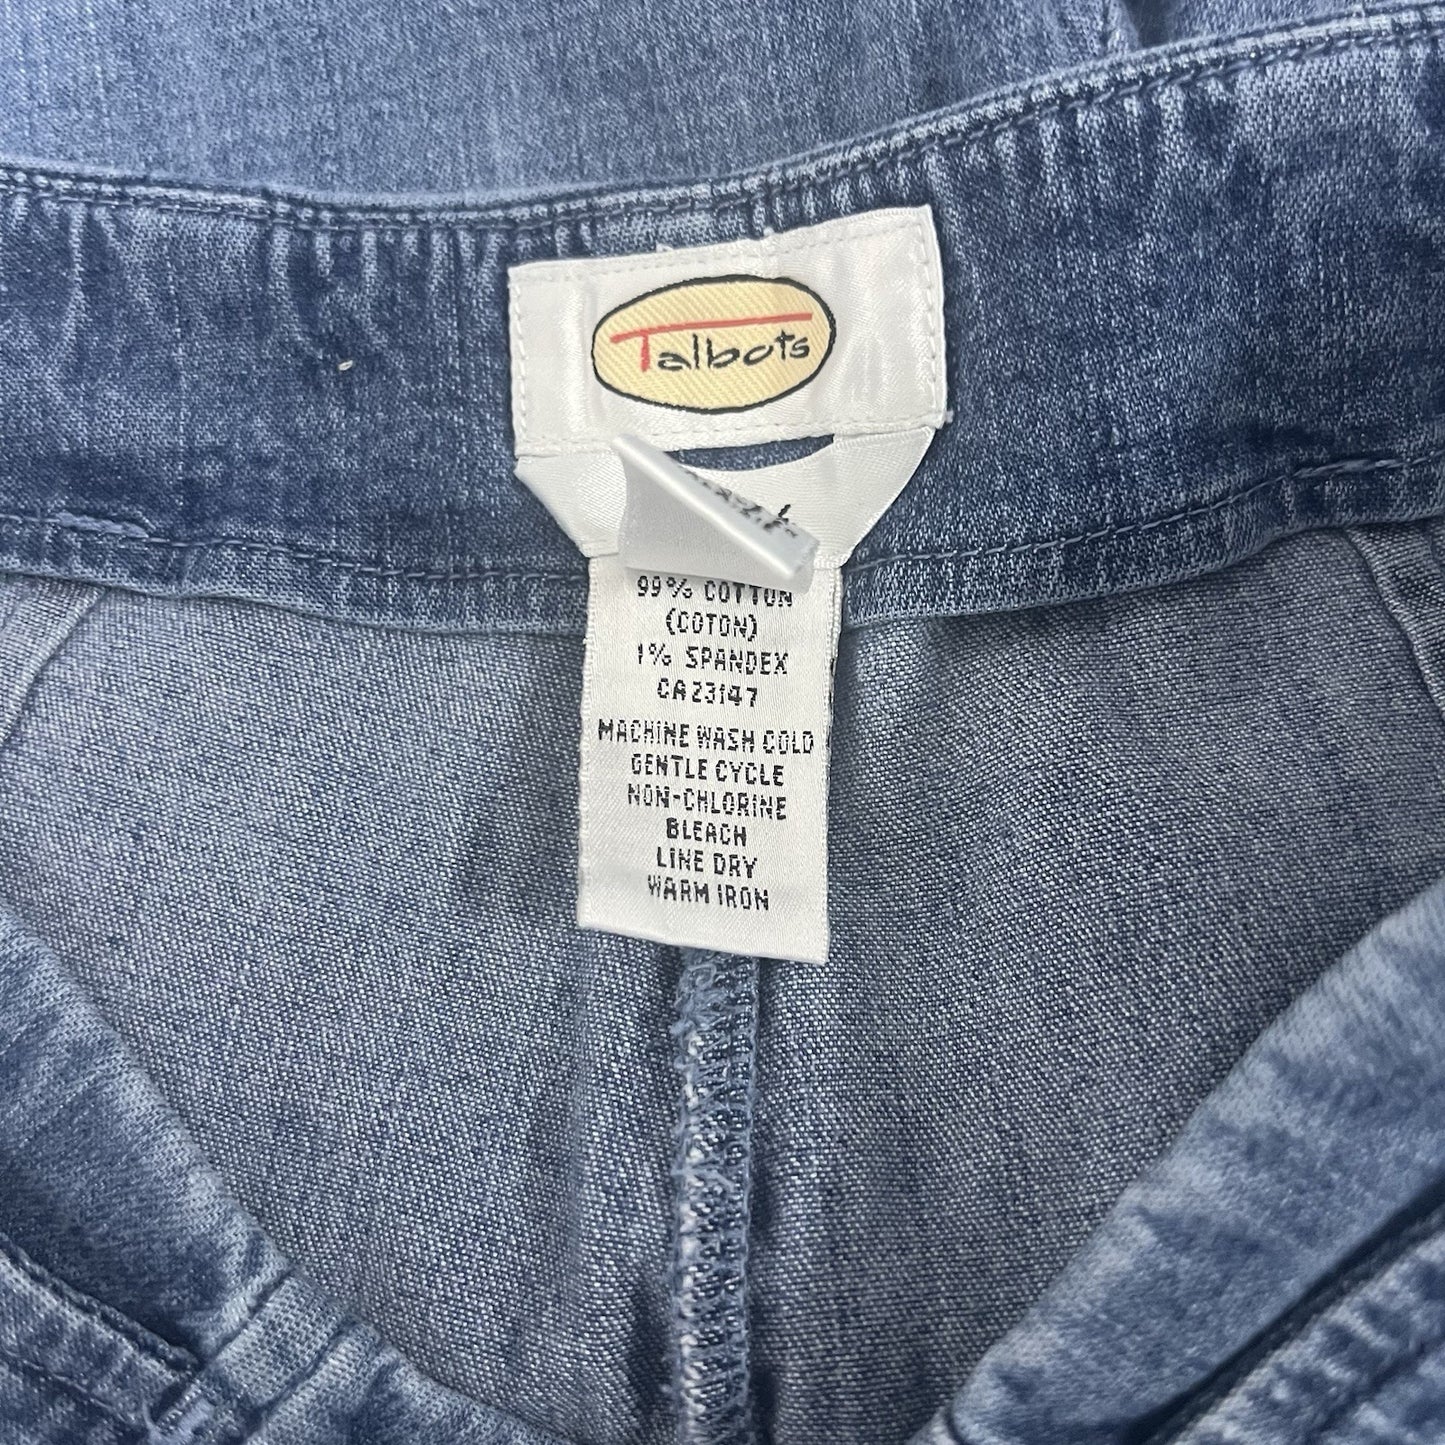 Talbots
99% COTTON
(COTON)
1% SPANDEX
CA23147
MACHINE WASH COLD
GENTLE CYCLE
NON-CHLORINE
BLEACH
LINE DRY
WARM IRON